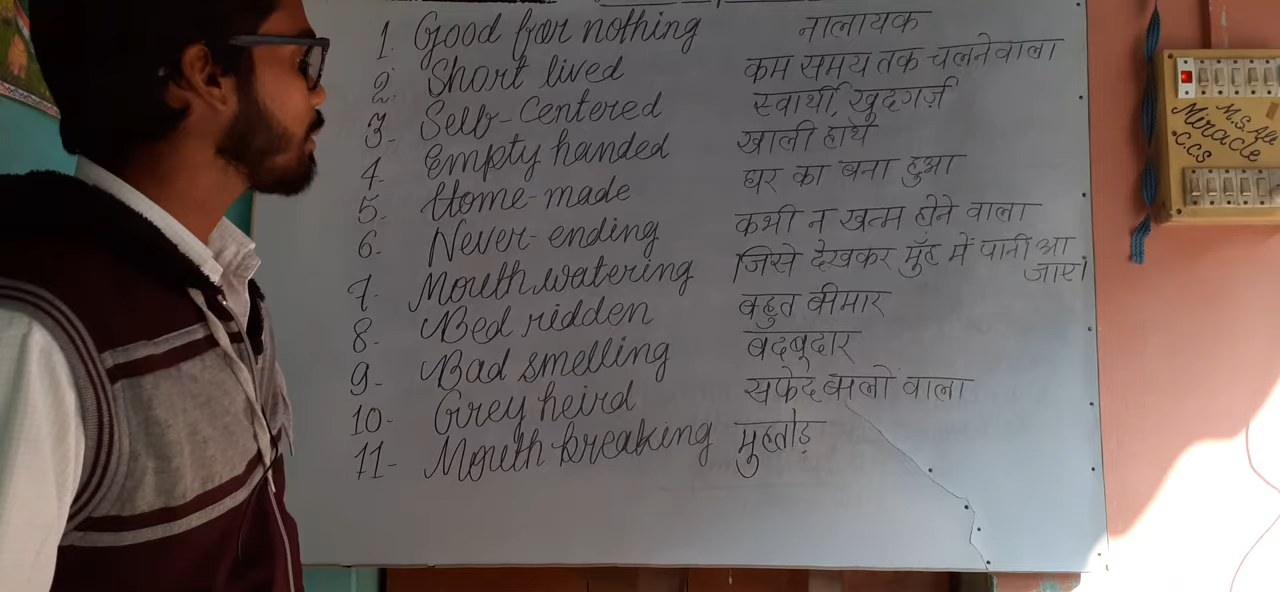 1. Good for nothing नालायक
2. Short lived कम समय तक चलनेवाला
3- Self-Centered स्वार्थी, खुदगर्ज़
4- Empty handed खाली हाथ
5- Home-made घर का बना हुआ
6. Never-ending कभी न खत्म होने वाला
7- Mouth watering जिसे देखकर मुँह में पानी आ
जाए।
8- Bed ridden बहुत बीमार
9- Bad smelling बदबूदार
10- Grey heird सफेद बालों वाला
11- Mouth breaking मुहतोड़
M.S. Ali
Miracle
C.C.S